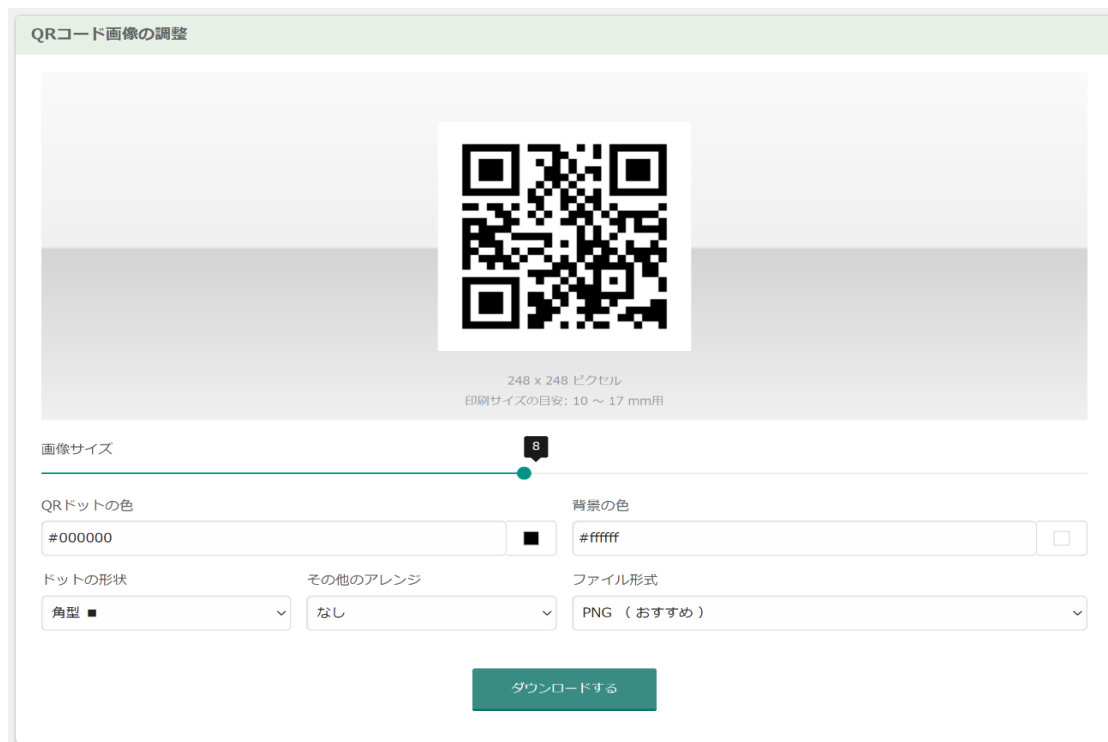 QRコード画像の調整
248 x 248 ピクセル
印刷サイズの目安: 10 ～ 17 mm用
画像サイズ
8
QRドットの色
背景の色
#000000
#ffffff
ドットの形状
その他のアレンジ
ファイル形式
角型 ■
なし
PNG （ おすすめ ）
ダウンロードする